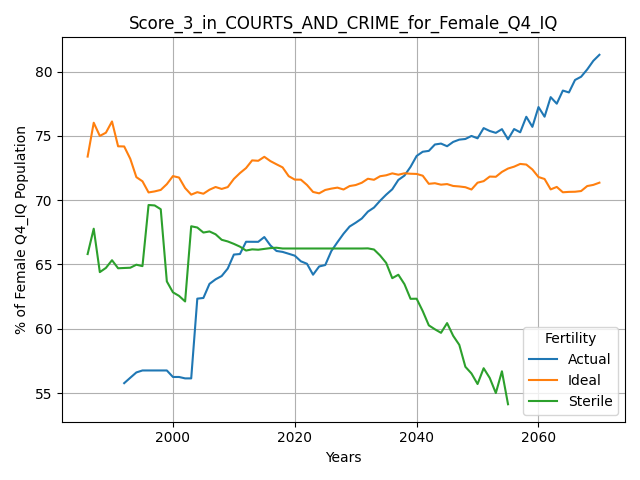 Score_3_in_COURTS_AND_CRIME_for_Female_Q4_IQ
% of Female Q4_IQ Population
80
75
70
65
60
55
2000
2020
2040
2060
Years
Fertility
Actual
Ideal
Sterile